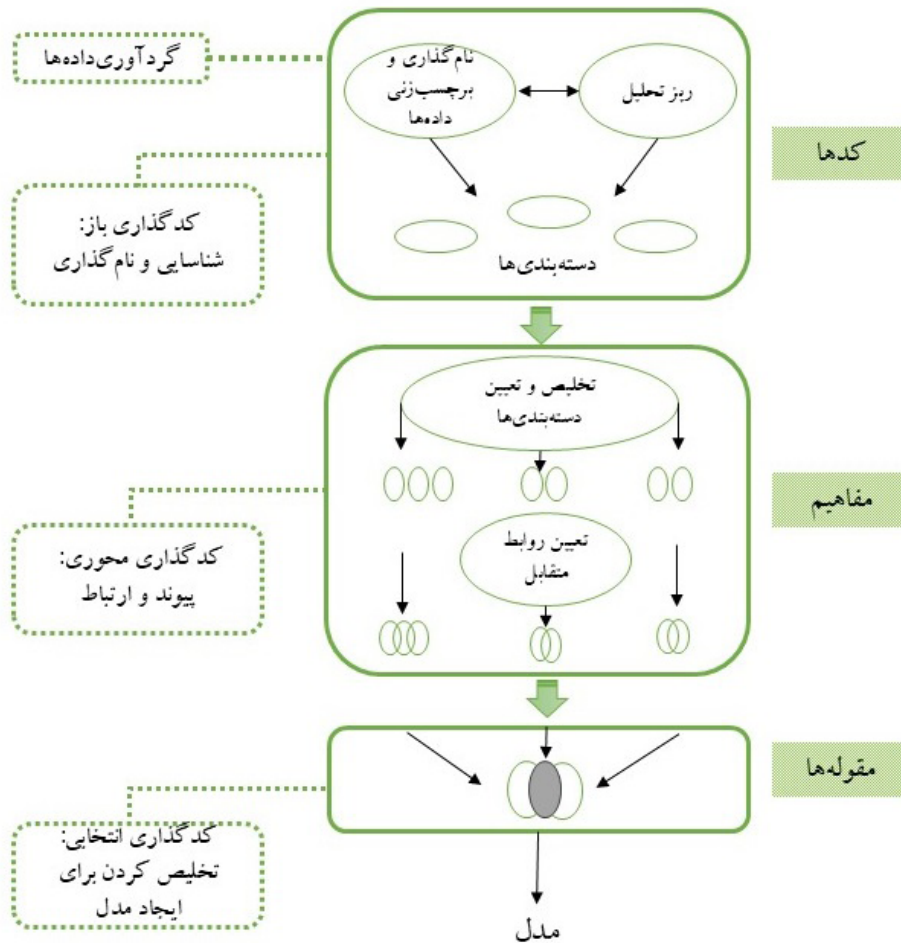 گردآوری‌داده‌ها
نام‌گذاری و
برچسب‌زنی
داده‌ها
ریز تحلیل
کدها
کدگذاری باز:
شناسایی و نام‌گذاری
دسته‌بندی‌ها
تخلیص و تعیین
دسته‌بندی‌ها
مفاهیم
کدگذاری محوری:
پیوند و ارتباط
تعیین روابط
متقابل
مقوله‌ها
کدگذاری انتخابی:
تخلیص کردن برای
ایجاد مدل
مدل